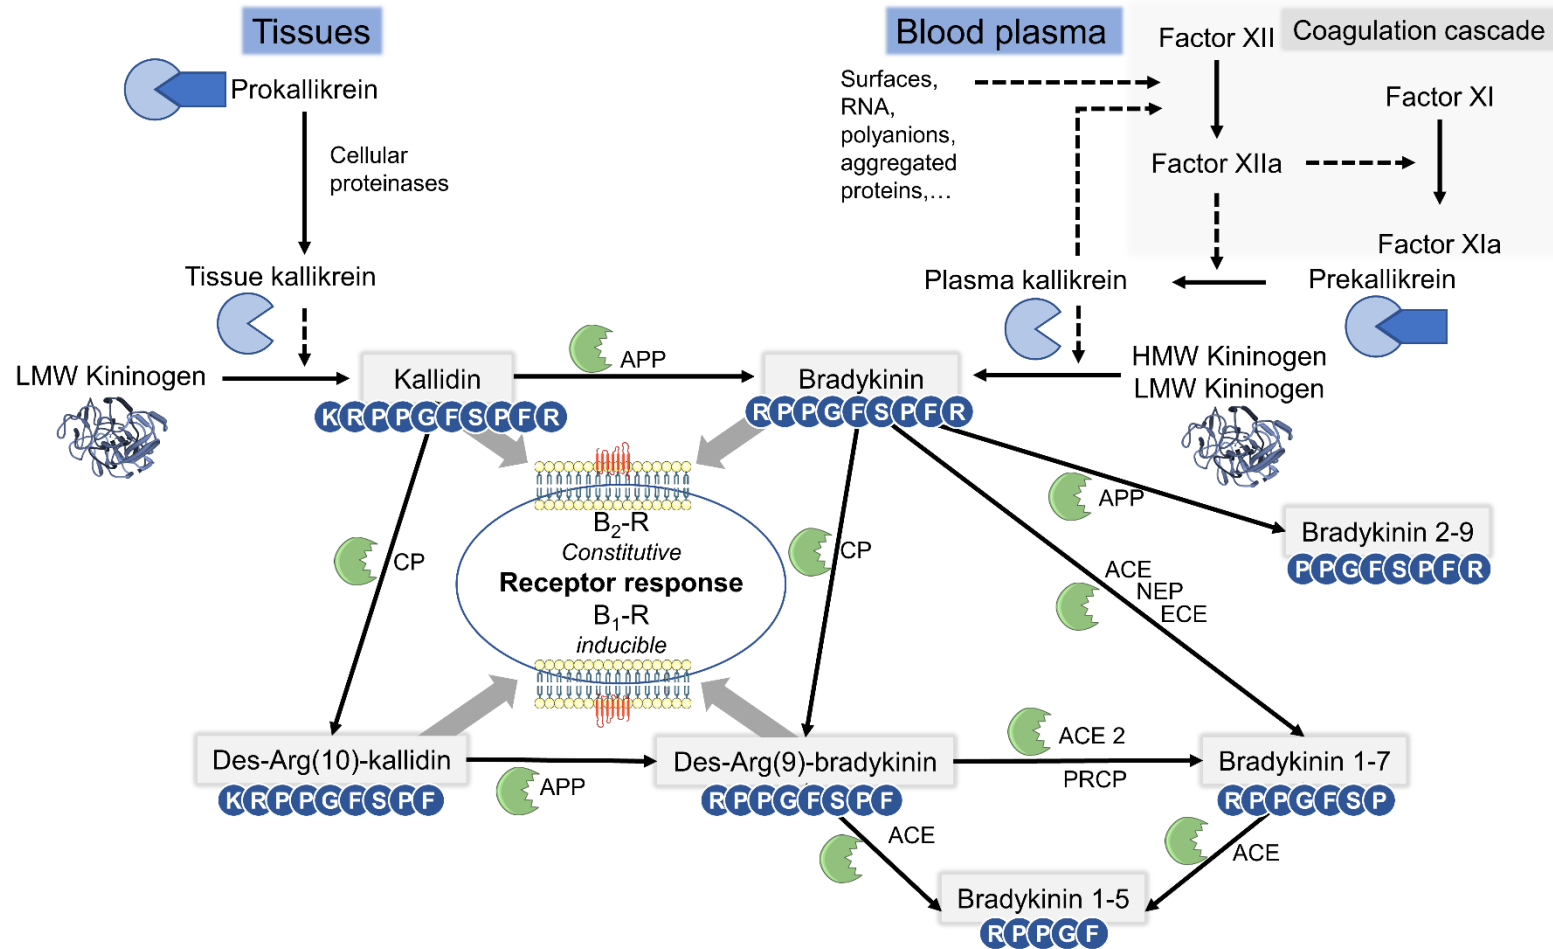 Tissues
Blood plasma
Factor XII
Coagulation cascade
Prokallikrein
Surfaces,
RNA,
polyanions,
aggregated
proteins,...
Factor XI
Cellular
proteinases
Factor XIIa
Factor XIa
Tissue kallikrein
Plasma kallikrein
Prekallikrein
LMW Kininogen
Kallidin
KRPPGFSPFR
APP
Bradykinin
RPPGFSPFR
HMW Kininogen
LMW Kininogen
B2-R
Constitutive
Receptor response
B1-R
inducible
CP
CP
APP
Bradykinin 2-9
PPGFSPFR
ACE
NEP
ECE
Des-Arg(10)-kallidin
KRPPGFSPF
APP
Des-Arg(9)-bradykinin
RPPGFSPF
ACE 2
PRCP
Bradykinin 1-7
RPPGFSP
ACE
ACE
Bradykinin 1-5
RPPGF